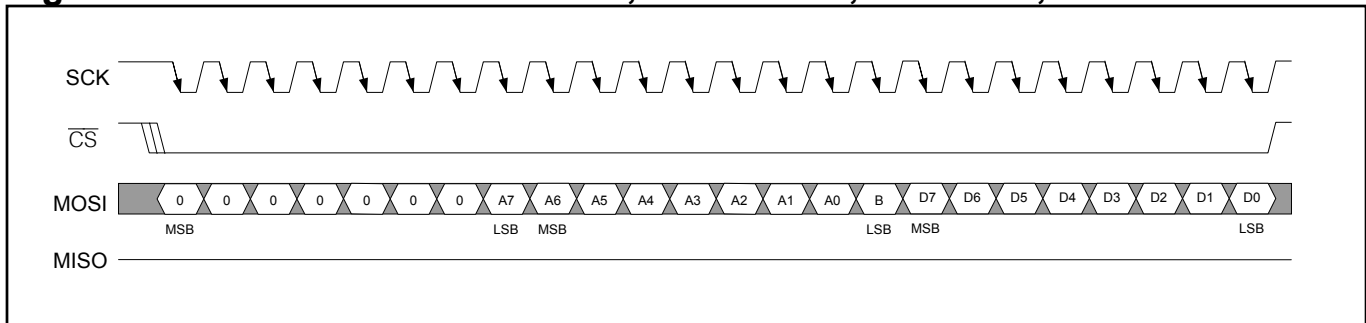 SCK
CS
MOSI 0 0 0 0 0 0 0 A7 A6 A5 A4 A3 A2 A1 A0 B D7 D6 D5 D4 D3 D2 D1 D0
MSB LSB MSB LSB MSB LSB
MISO